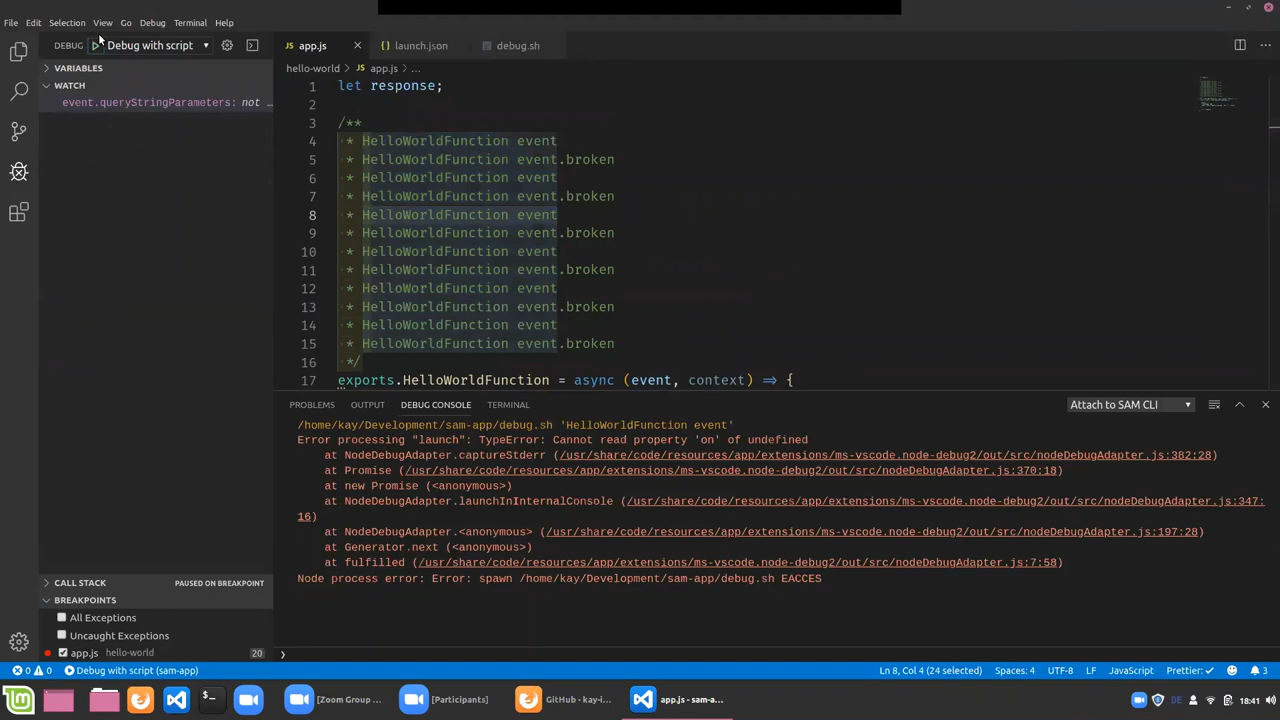 File Edit Selection View Go Debug Terminal Help
DEBUG Debug with script
app.js launch.json debug.sh
hello-world app.js ...
VARIABLES
WATCH
event.queryStringParameters: not …
1 let response;
2
3 /**
4 * HelloWorldFunction event
5 * HelloWorldFunction event.broken
6 * HelloWorldFunction event
7 * HelloWorldFunction event.broken
8 * HelloWorldFunction event
9 * HelloWorldFunction event.broken
10 * HelloWorldFunction event
11 * HelloWorldFunction event.broken
12 * HelloWorldFunction event
13 * HelloWorldFunction event.broken
14 * HelloWorldFunction event
15 * HelloWorldFunction event.broken
16 */
17 exports.HelloWorldFunction = async (event, context) => {
PROBLEMS OUTPUT DEBUG CONSOLE TERMINAL Attach to SAM CLI
/home/kay/Development/sam-app/debug.sh 'HelloWorldFunction event'
Error processing "launch": TypeError: Cannot read property 'on' of undefined
at NodeDebugAdapter.captureStderr (/usr/share/code/resources/app/extensions/ms-vscode.node-debug2/out/src/nodeDebugAdapter.js:382:28)
at Promise (/usr/share/code/resources/app/extensions/ms-vscode.node-debug2/out/src/nodeDebugAdapter.js:370:18)
at new Promise (<anonymous>)
at NodeDebugAdapter.launchInInternalConsole (/usr/share/code/resources/app/extensions/ms-vscode.node-debug2/out/src/nodeDebugAdapter.js:347:
16)
at NodeDebugAdapter.<anonymous> (/usr/share/code/resources/app/extensions/ms-vscode.node-debug2/out/src/nodeDebugAdapter.js:197:28)
at Generator.next (<anonymous>)
at fulfilled (/usr/share/code/resources/app/extensions/ms-vscode.node-debug2/out/src/nodeDebugAdapter.js:7:58)
Node process error: Error: spawn /home/kay/Development/sam-app/debug.sh EACCES
CALL STACK PAUSED ON BREAKPOINT
BREAKPOINTS
All Exceptions
Uncaught Exceptions
app.js hello-world 20
0 0 Debug with script (sam-app) Ln 8, Col 4 (24 selected) Spaces: 4 UTF-8 LF JavaScript Prettier: ✓ 3
[Zoom Group ... [Participants] GitHub - kay-i... app.js - sam-a... DE 18:41